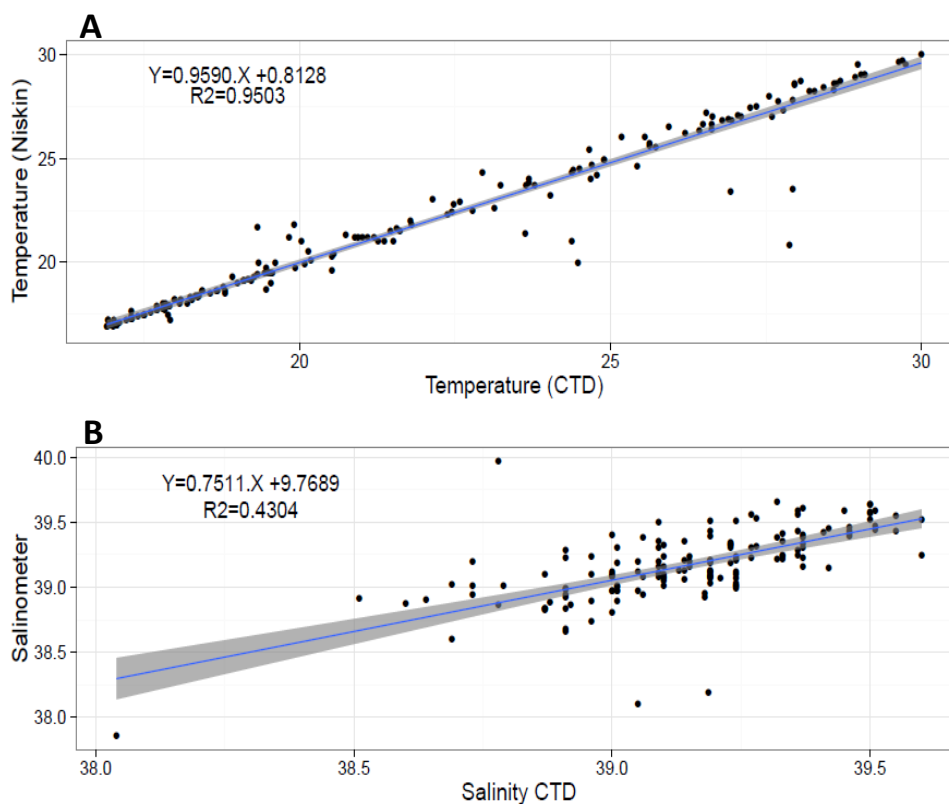 A
Y=0.9590.X +0.8128
R2=0.9503
Temperature (Niskin)
30
25
20
20
25
30
Temperature (CTD)
B
Y=0.7511.X +9.7689
R2=0.4304
Salinometer
40.0
39.5
39.0
38.5
38.0
38.0
38.5
39.0
39.5
Salinity CTD